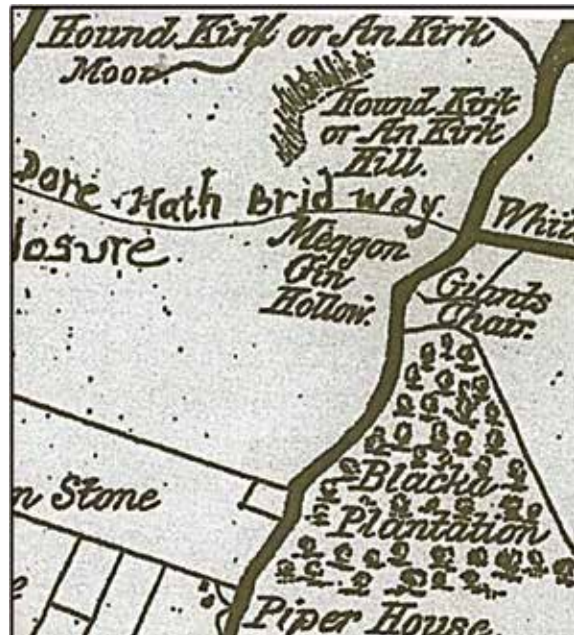 Hound Kirk or An Kirk
Moor.
Hound Kirk
or An Kirk
Hill.
Dore Hath Brid Way.
Whit
losure
Meggon
Gin
Hollow.
Giants
Chair.
Blacka
Plantation
n Stone
e
Piper House